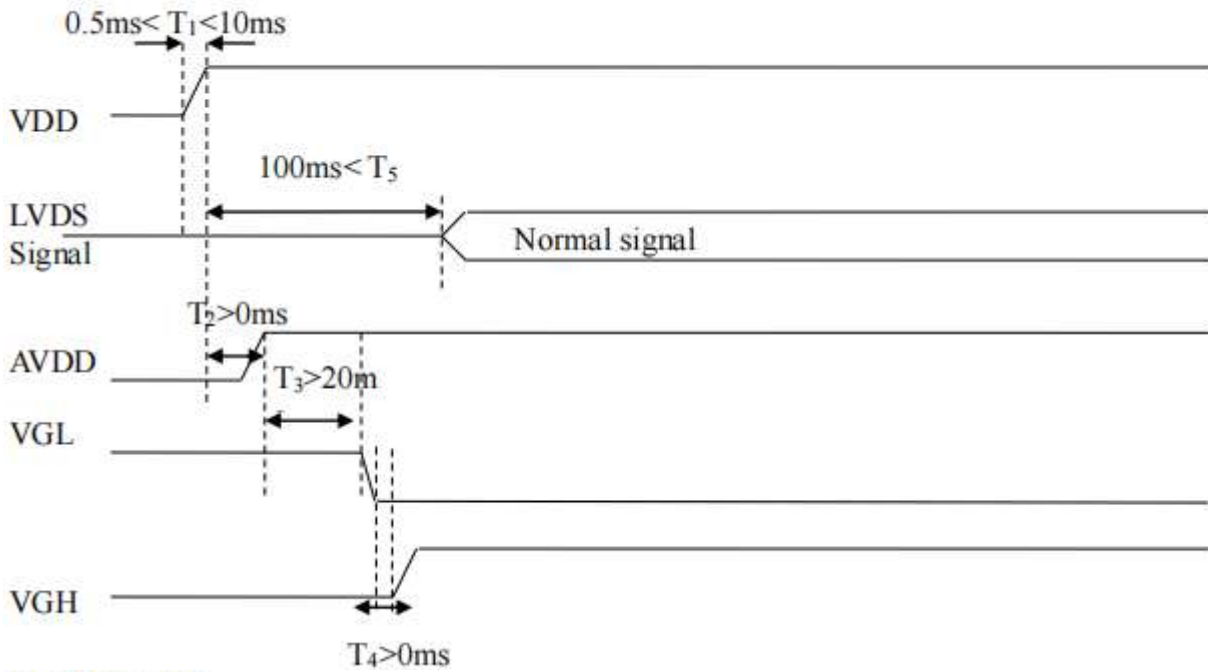 0.5ms< T1<10ms
VDD
100ms< T5
LVDS
Signal
Normal signal
T2>0ms
AVDD
T3>20m
VGL
VGH
T4>0ms